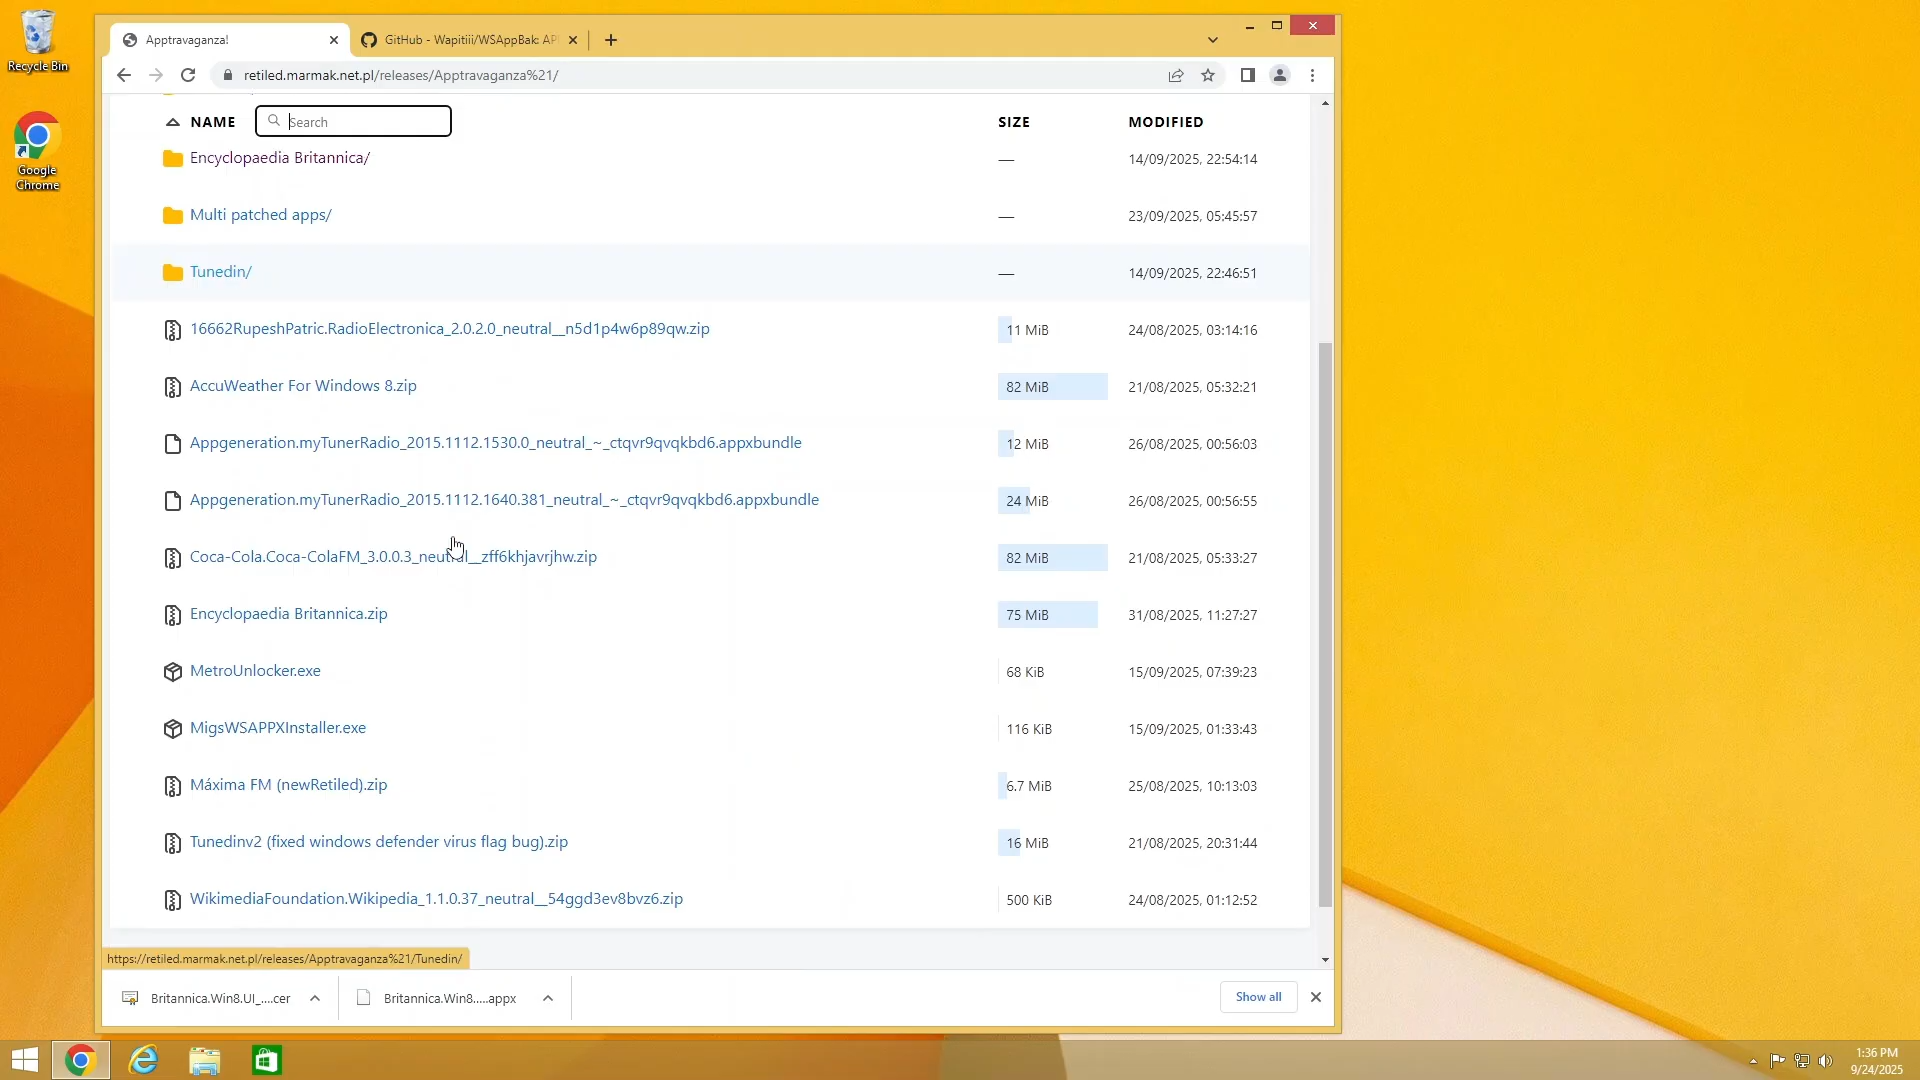 Recycle Bin
Google
Chrome
Apptravaganza!
GitHub - Wapitiii/WSAppBak: AP
retiled.marmak.net.pl/releases/Apptravaganza%21/
NAME
Search
SIZE
MODIFIED
Encyclopaedia Britannica/
—
14/09/2025, 22:54:14
Multi patched apps/
—
23/09/2025, 05:45:57
Tunedin/
—
14/09/2025, 22:46:51
16662RupeshPatric.RadioElectronica_2.0.2.0_neutral__n5d1p4w6p89qw.zip
11 MiB
24/08/2025, 03:14:16
AccuWeather For Windows 8.zip
82 MiB
21/08/2025, 05:32:21
Appgeneration.myTunerRadio_2015.1112.1530.0_neutral_~_ctqvr9qvqkbd6.appxbundle
12 MiB
26/08/2025, 00:56:03
Appgeneration.myTunerRadio_2015.1112.1640.381_neutral_~_ctqvr9qvqkbd6.appxbundle
24 MiB
26/08/2025, 00:56:55
Coca-Cola.Coca-ColaFM_3.0.0.3_neutral__zff6khjavrjhw.zip
82 MiB
21/08/2025, 05:33:27
Encyclopaedia Britannica.zip
75 MiB
31/08/2025, 11:27:27
MetroUnlocker.exe
68 KiB
15/09/2025, 07:39:23
MigsWSAPPXInstaller.exe
116 KiB
15/09/2025, 01:33:43
Máxima FM (newRetiled).zip
6.7 MiB
25/08/2025, 10:13:03
Tunedinv2 (fixed windows defender virus flag bug).zip
16 MiB
21/08/2025, 20:31:44
WikimediaFoundation.Wikipedia_1.1.0.37_neutral__54ggd3ev8bvz6.zip
500 KiB
24/08/2025, 01:12:52
https://retiled.marmak.net.pl/releases/Apptravaganza%21/Tunedin/
Britannica.Win8.UI_....cer
Britannica.Win8.....appx
Show all
1:36 PM
9/24/2025